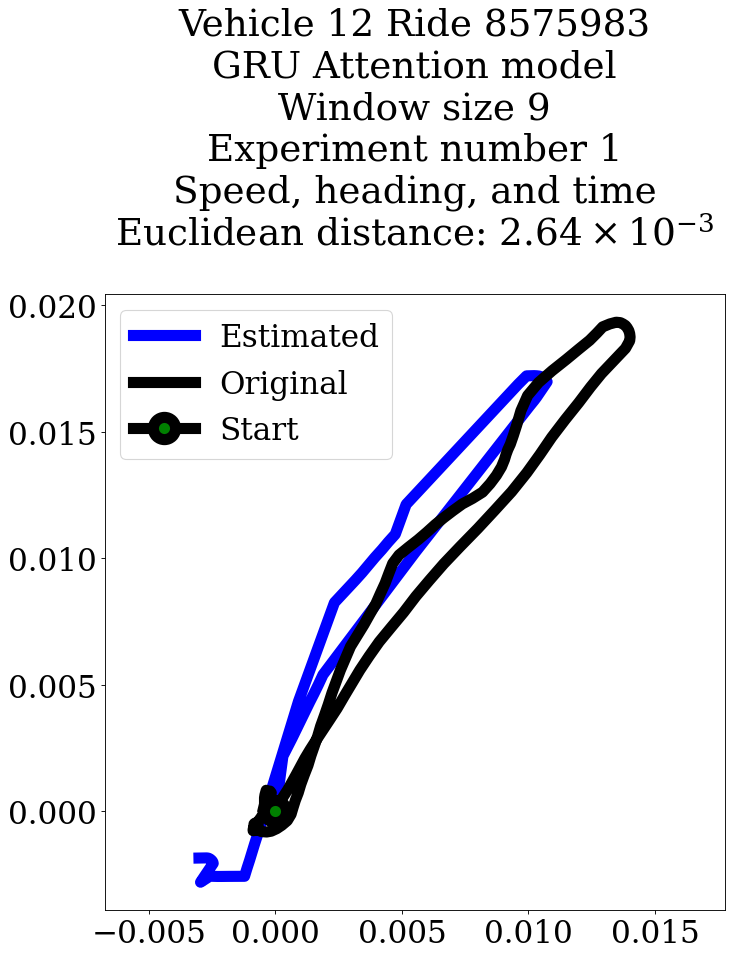 Vehicle 12 Ride 8575983
GRU Attention model
Window size 9
Experiment number 1
Speed, heading, and time
Euclidean distance: 2.64 × 10⁻³
Estimated
Original
Start
0.020
0.015
0.010
0.005
0.000
−0.005 0.000 0.005 0.010 0.015